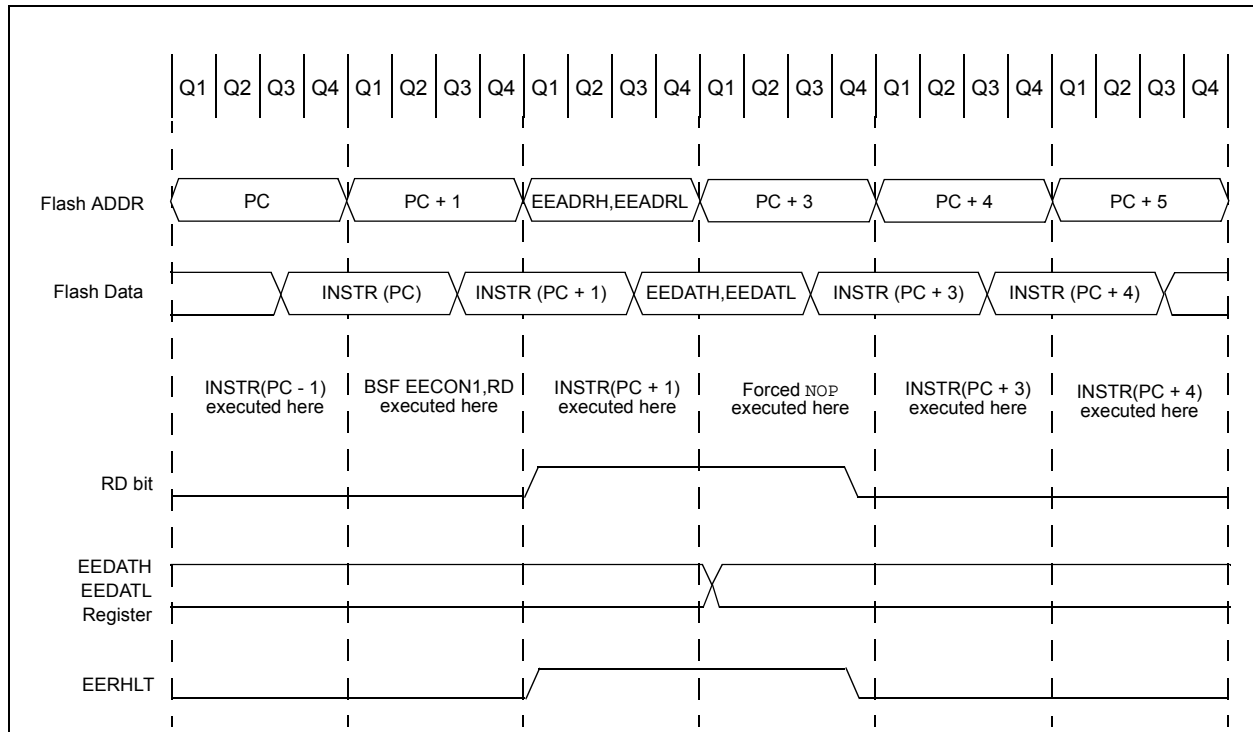 Q1 Q2 Q3 Q4 Q1 Q2 Q3 Q4 Q1 Q2 Q3 Q4 Q1 Q2 Q3 Q4 Q1 Q2 Q3 Q4 Q1 Q2 Q3 Q4
Flash ADDR PC PC + 1 EEADRH,EEADRL PC + 3 PC + 4 PC + 5
Flash Data INSTR (PC) INSTR (PC + 1) EEDATH,EEDATL INSTR (PC + 3) INSTR (PC + 4)
INSTR(PC - 1)
executed here
BSF EECON1,RD
executed here
INSTR(PC + 1)
executed here
Forced NOP
executed here
INSTR(PC + 3)
executed here
INSTR(PC + 4)
executed here
RD bit
EEDATH
EEDATL
Register
EERHLT